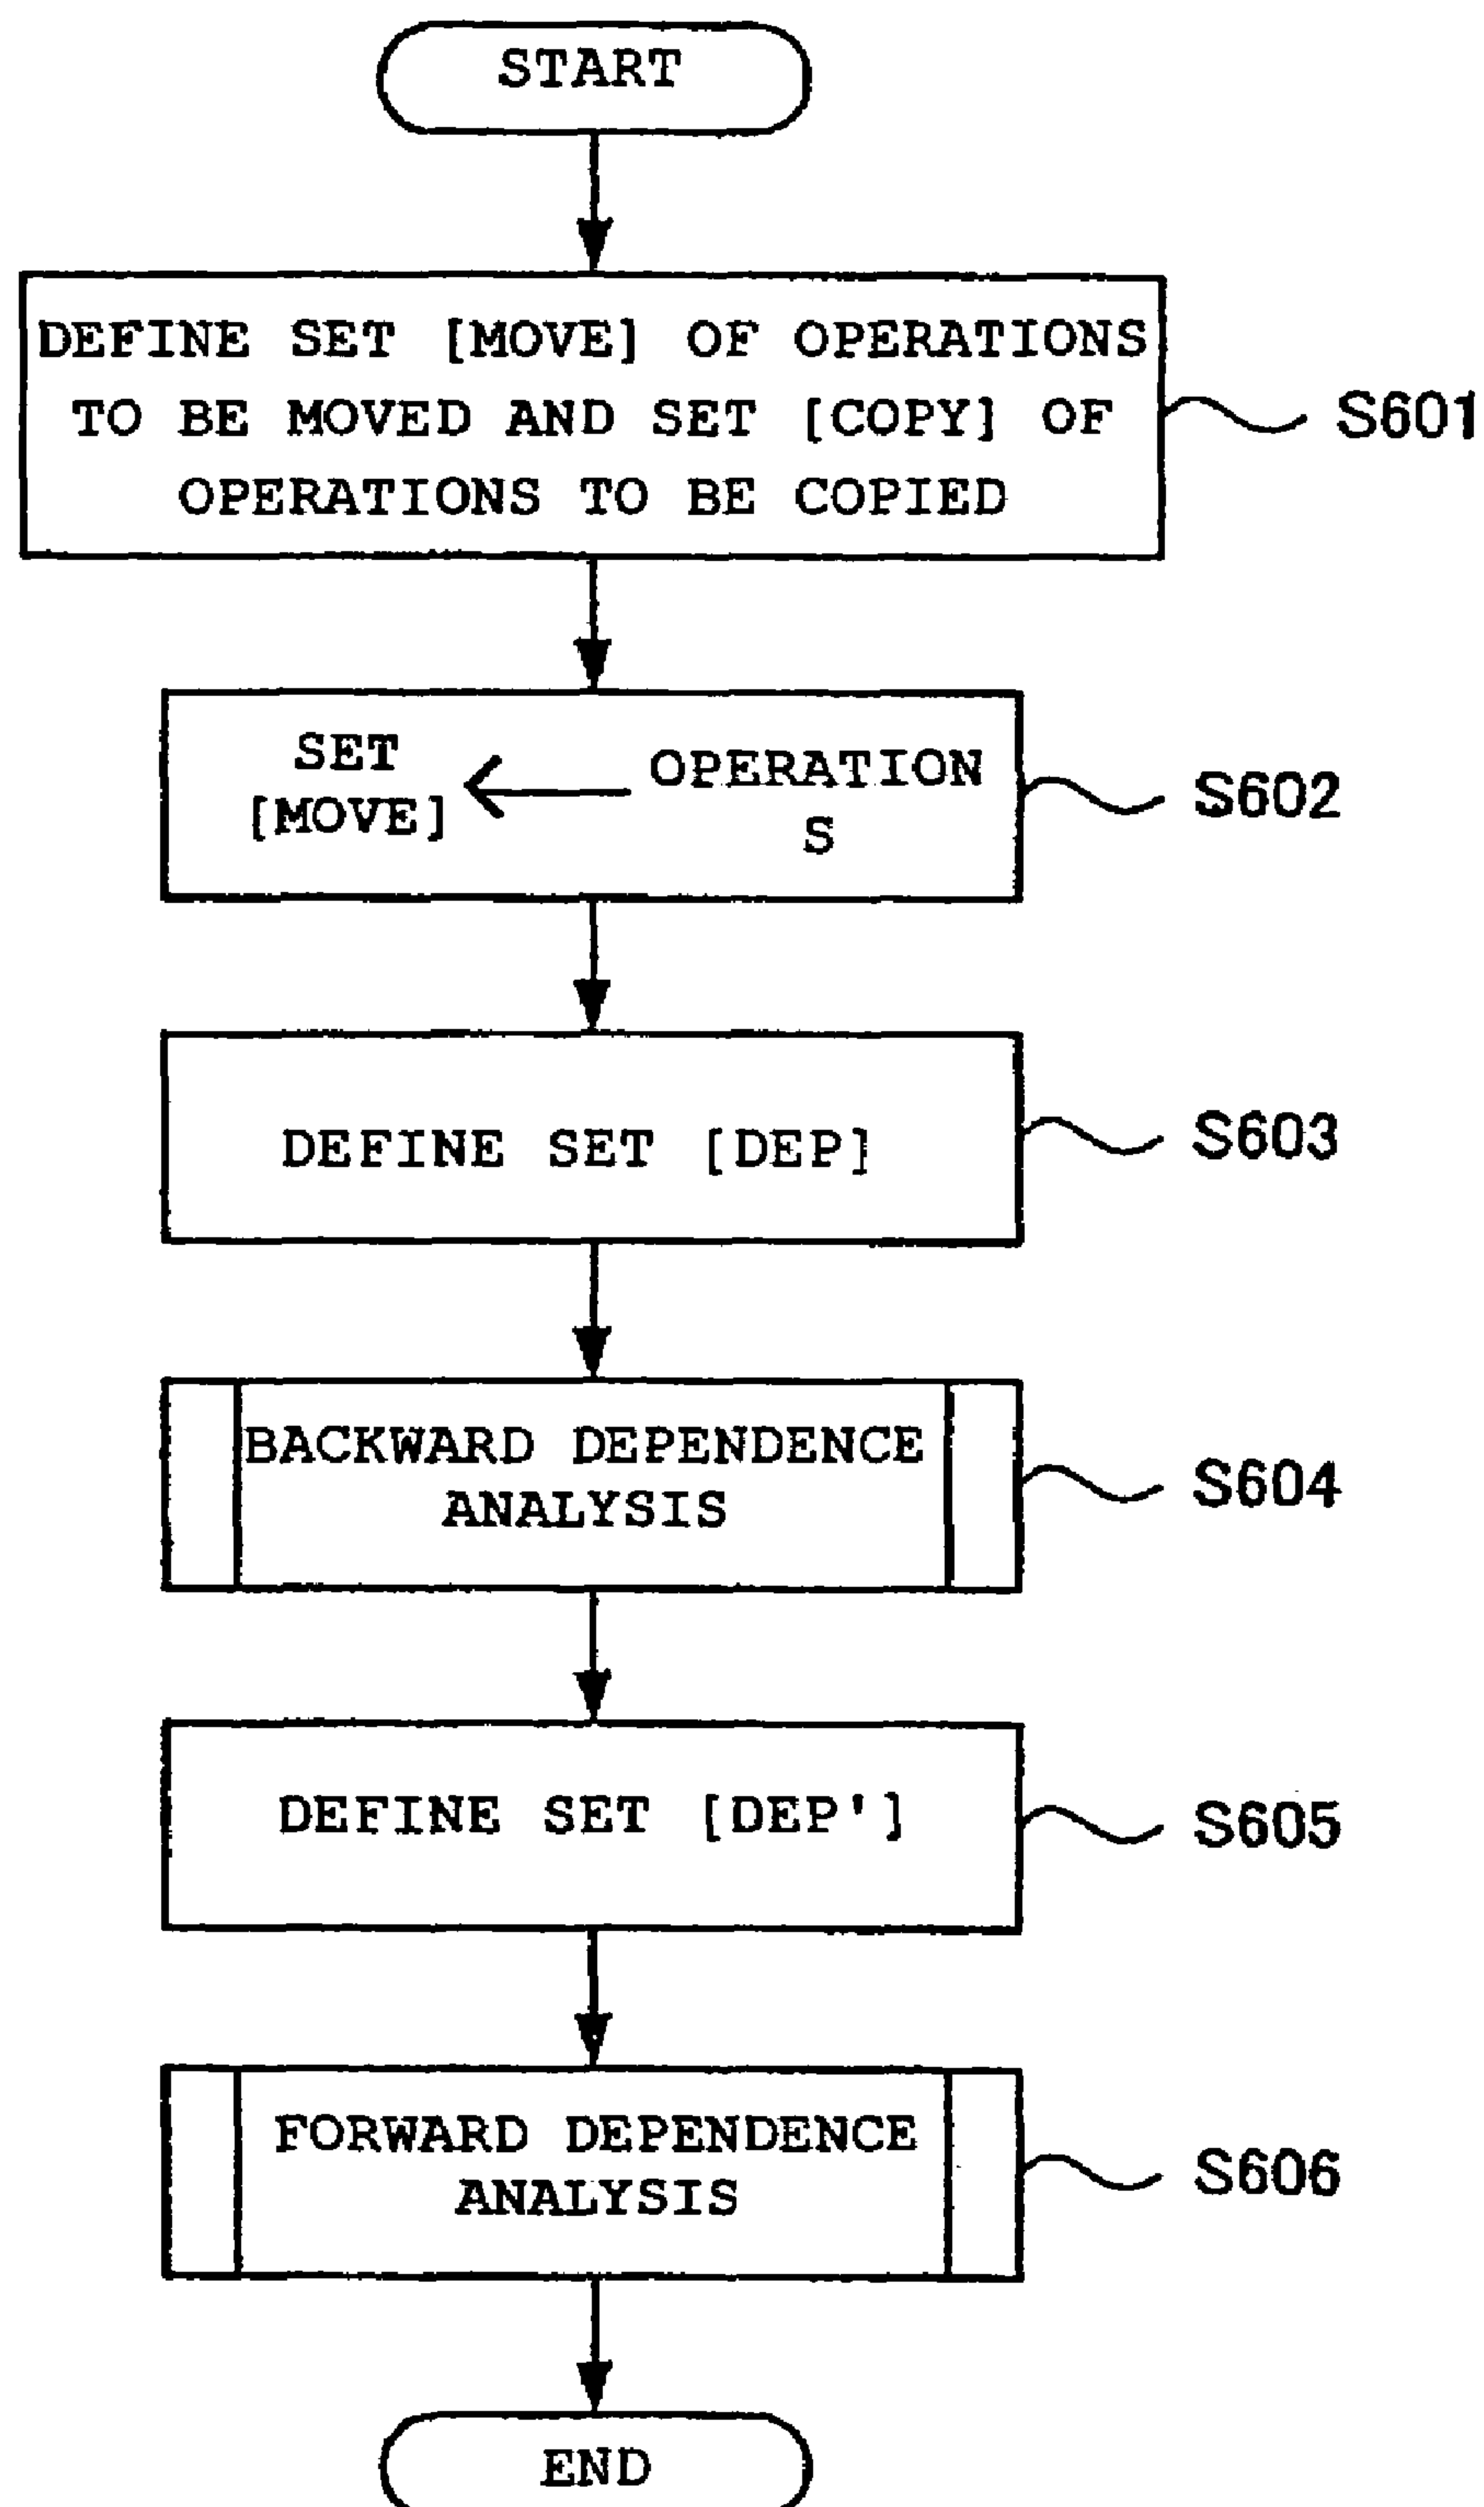 START
DEFINE SET [MOVE] OF OPERATIONS
TO BE MOVED AND SET [COPY] OF
OPERATIONS TO BE COPIED
S601
SET
[MOVE]
OPERATION
S
S602
DEFINE SET [DEP]
S603
BACKWARD DEPENDENCE
ANALYSIS
S604
DEFINE SET [DEP']
S605
FORWARD DEPENDENCE
ANALYSIS
S606
END